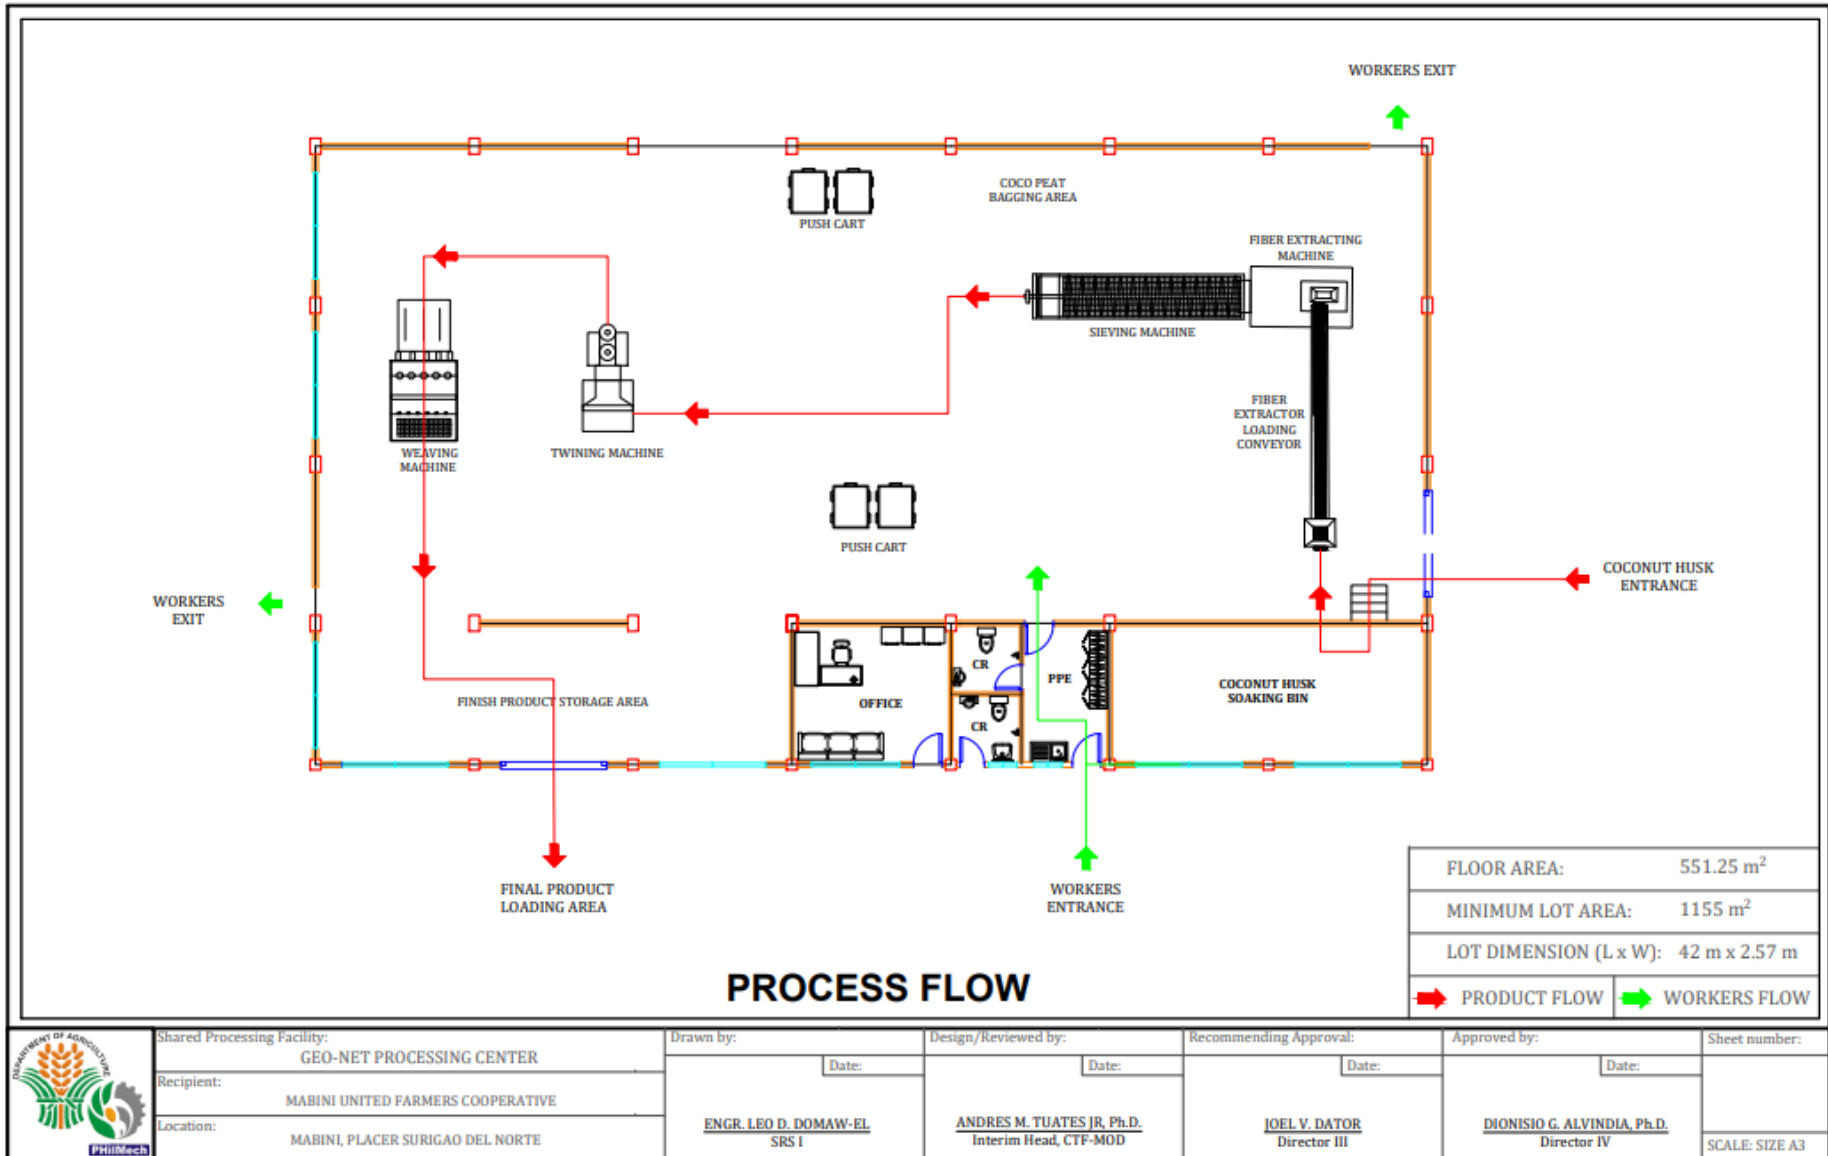 WORKERS EXIT
COCO PEAT
BAGGING AREA
PUSH CART
FIBER EXTRACTING
MACHINE
SIEVING MACHINE
FIBER
EXTRACTOR
LOADING
CONVEYOR
WEAVING
MACHINE
TWINING MACHINE
PUSH CART
COCONUT HUSK
ENTRANCE
WORKERS
EXIT
CR
PPE
OFFICE
CR
COCONUT HUSK
SOAKING BIN
FINISH PRODUCT STORAGE AREA
FINAL PRODUCT
LOADING AREA
WORKERS
ENTRANCE
FLOOR AREA: 551.25 m²
MINIMUM LOT AREA: 1155 m²
LOT DIMENSION (L x W): 42 m x 2.57 m
PRODUCT FLOW
WORKERS FLOW
PROCESS FLOW
DEPARTMENT OF AGRICULTURE
PHilMech
Shared Processing Facility:
GEO-NET PROCESSING CENTER
Recipient:
MABINI UNITED FARMERS COOPERATIVE
Location:
MABINI, PLACER SURIGAO DEL NORTE
Drawn by:
Date:
ENGR. LEO D. DOMAW-EL
SRS I
Design/Reviewed by:
Date:
ANDRES M. TUATES JR, Ph.D.
Interim Head, CTF-MOD
Recommending Approval:
Date:
JOEL V. DATOR
Director III
Approved by:
Date:
DIONISIO G. ALVINDIA, Ph.D.
Director IV
Sheet number:
SCALE: SIZE A3